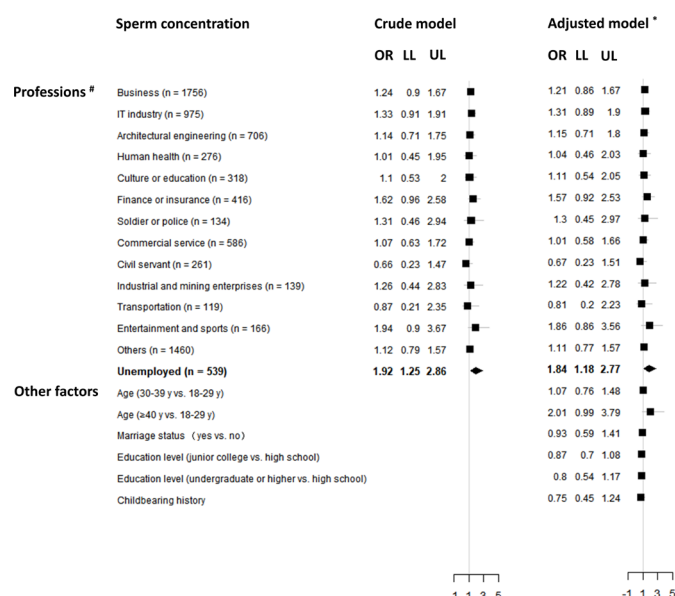 Sperm concentration Crude model Adjusted model *
OR LL UL OR LL UL
Professions #
Business (n = 1756) 1.24 0.9 1.67 1.21 0.86 1.67
IT industry (n = 975) 1.33 0.91 1.91 1.31 0.89 1.9
Architectural engineering (n = 706) 1.14 0.71 1.75 1.15 0.71 1.8
Human health (n = 276) 1.01 0.45 1.95 1.04 0.46 2.03
Culture or education (n = 318) 1.1 0.53 2 1.11 0.54 2.05
Finance or insurance (n = 416) 1.62 0.96 2.58 1.57 0.92 2.53
Soldier or police (n = 134) 1.31 0.46 2.94 1.3 0.45 2.97
Commercial service (n = 586) 1.07 0.63 1.72 1.01 0.58 1.66
Civil servant (n = 261) 0.66 0.23 1.47 0.67 0.23 1.51
Industrial and mining enterprises (n = 139) 1.26 0.44 2.83 1.22 0.42 2.78
Transportation (n = 119) 0.87 0.21 2.35 0.81 0.2 2.23
Entertainment and sports (n = 166) 1.94 0.9 3.67 1.86 0.86 3.56
Others (n = 1460) 1.12 0.79 1.57 1.11 0.77 1.57
Unemployed (n = 539) 1.92 1.25 2.86 1.84 1.18 2.77
Other factors
Age (30-39 y vs. 18-29 y) 1.07 0.76 1.48
Age (≥40 y vs. 18-29 y) 2.01 0.99 3.79
Marriage status (yes vs. no) 0.93 0.59 1.41
Education level (junior college vs. high school) 0.87 0.7 1.08
Education level (undergraduate or higher vs. high school) 0.8 0.54 1.17
Childbearing history 0.75 0.45 1.24
-1 1 3 5